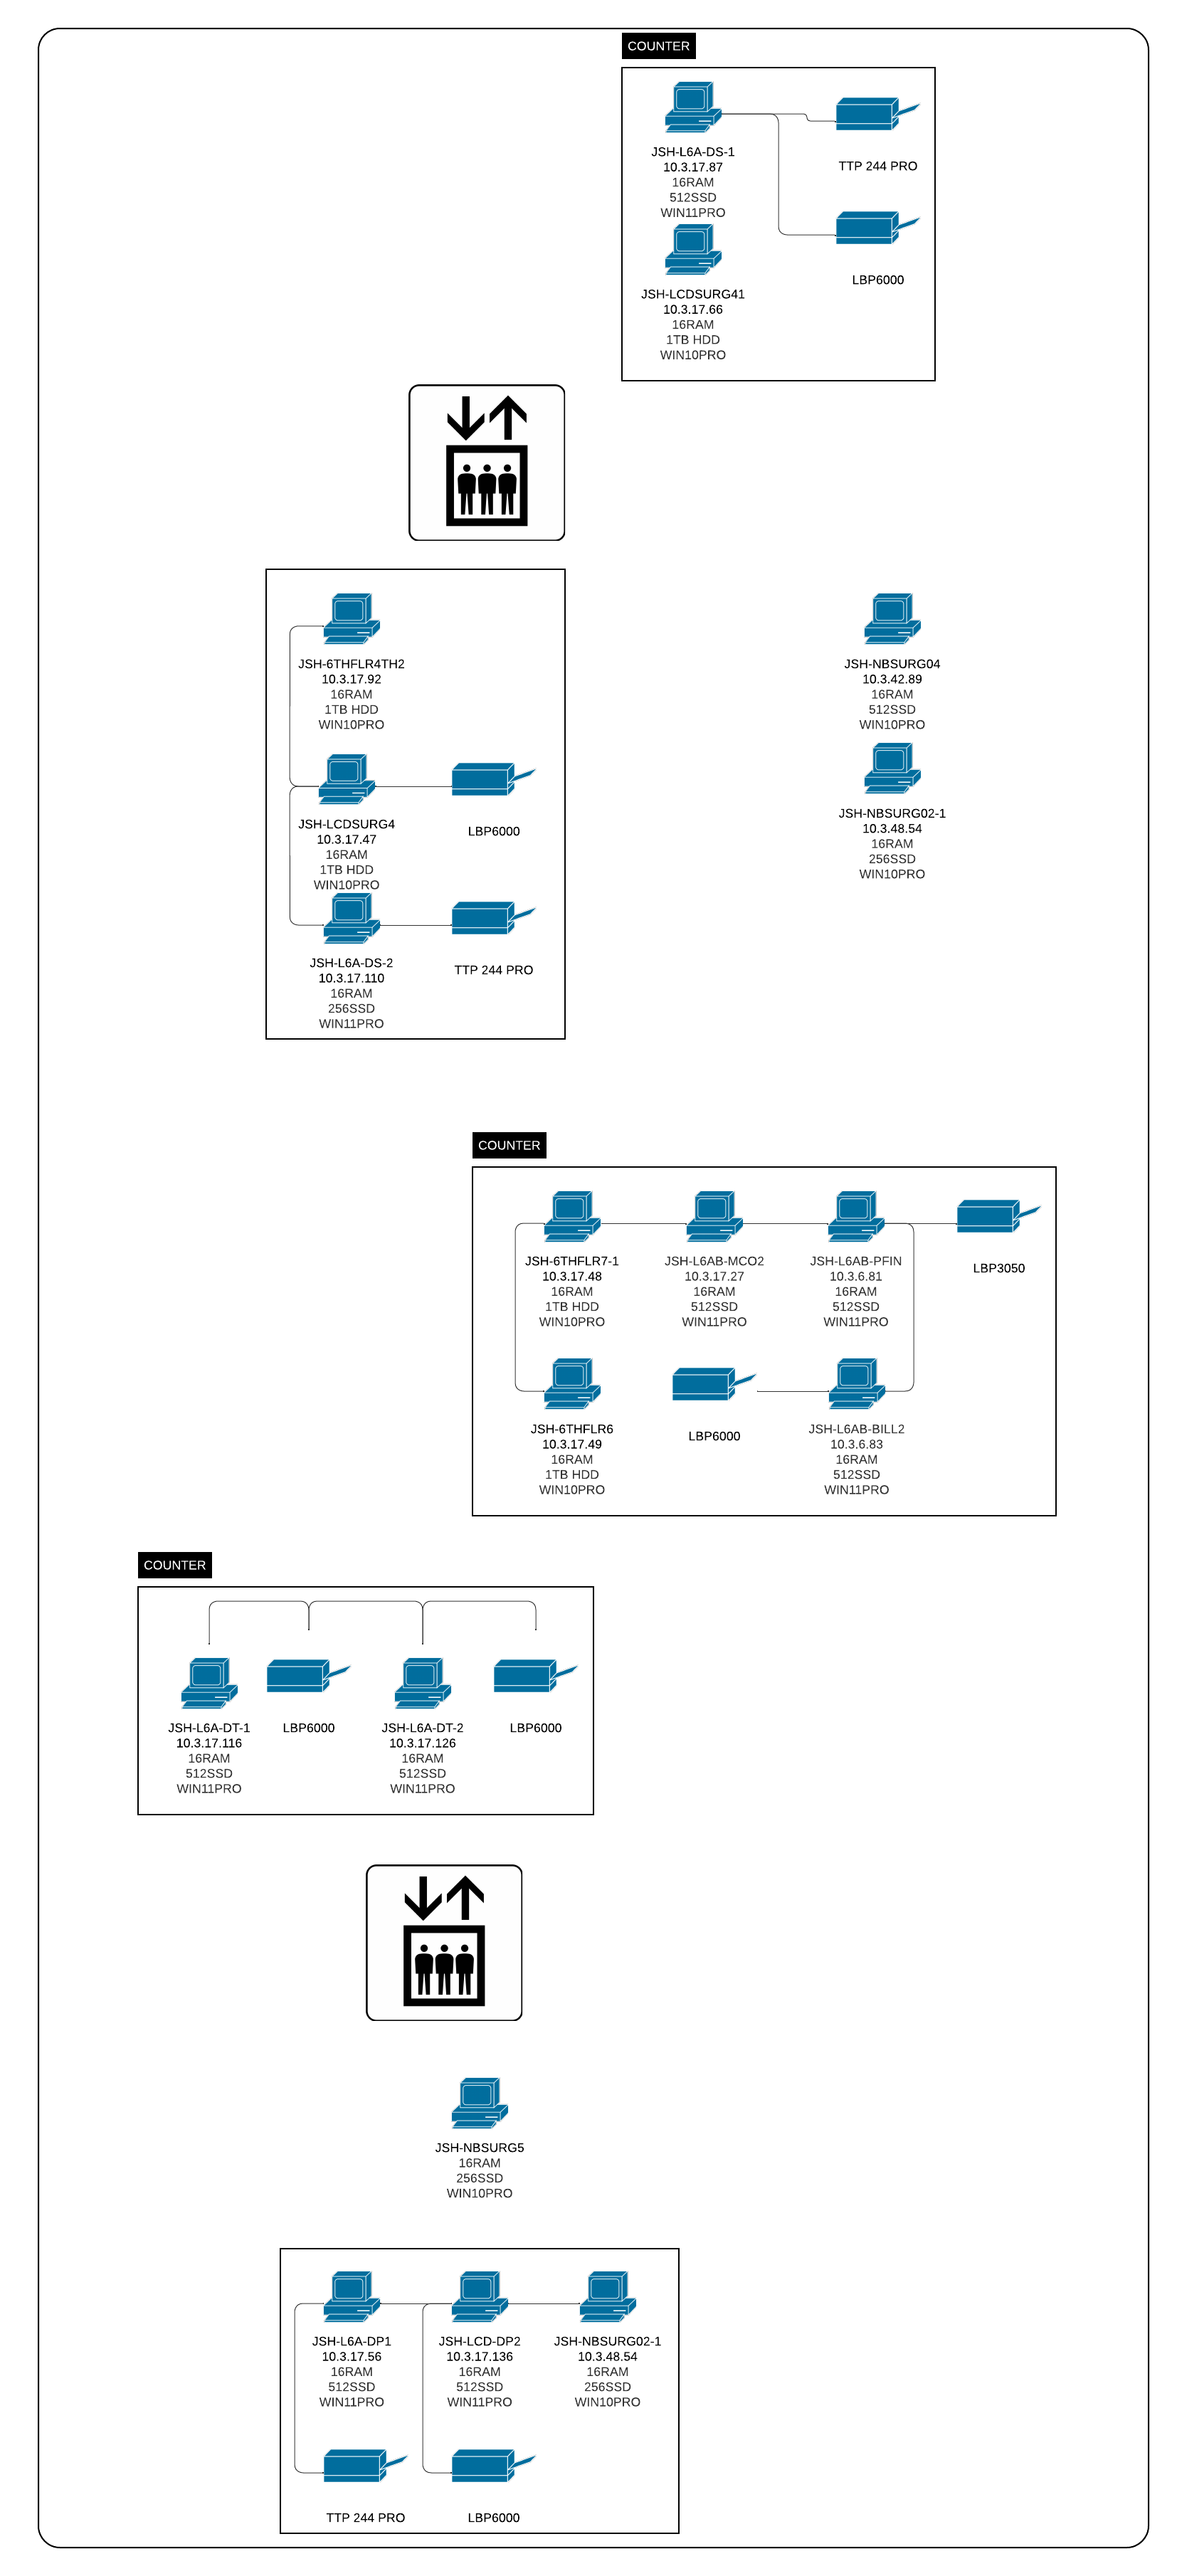 COUNTER
JSH-L6A-DS-1
10.3.17.87
16RAM
512SSD
WIN11PRO
TTP 244 PRO
LBP6000
JSH-LCDSURG41
10.3.17.66
16RAM
1TB HDD
WIN10PRO
JSH-6THFLR4TH2
10.3.17.92
16RAM
1TB HDD
WIN10PRO
JSH-LCDSURG4
10.3.17.47
16RAM
1TB HDD
WIN10PRO
LBP6000
JSH-L6A-DS-2
10.3.17.110
16RAM
256SSD
WIN11PRO
TTP 244 PRO
JSH-NBSURG04
10.3.42.89
16RAM
512SSD
WIN10PRO
JSH-NBSURG02-1
10.3.48.54
16RAM
256SSD
WIN10PRO
COUNTER
JSH-6THFLR7-1
10.3.17.48
16RAM
1TB HDD
WIN10PRO
JSH-L6AB-MCO2
10.3.17.27
16RAM
512SSD
WIN11PRO
JSH-L6AB-PFIN
10.3.6.81
16RAM
512SSD
WIN11PRO
LBP3050
JSH-6THFLR6
10.3.17.49
16RAM
1TB HDD
WIN10PRO
LBP6000
JSH-L6AB-BILL2
10.3.6.83
16RAM
512SSD
WIN11PRO
COUNTER
JSH-L6A-DT-1
10.3.17.116
16RAM
512SSD
WIN11PRO
LBP6000
JSH-L6A-DT-2
10.3.17.126
16RAM
512SSD
WIN11PRO
LBP6000
JSH-NBSURG5
16RAM
256SSD
WIN10PRO
JSH-L6A-DP1
10.3.17.56
16RAM
512SSD
WIN11PRO
JSH-LCD-DP2
10.3.17.136
16RAM
512SSD
WIN11PRO
JSH-NBSURG02-1
10.3.48.54
16RAM
256SSD
WIN10PRO
TTP 244 PRO
LBP6000